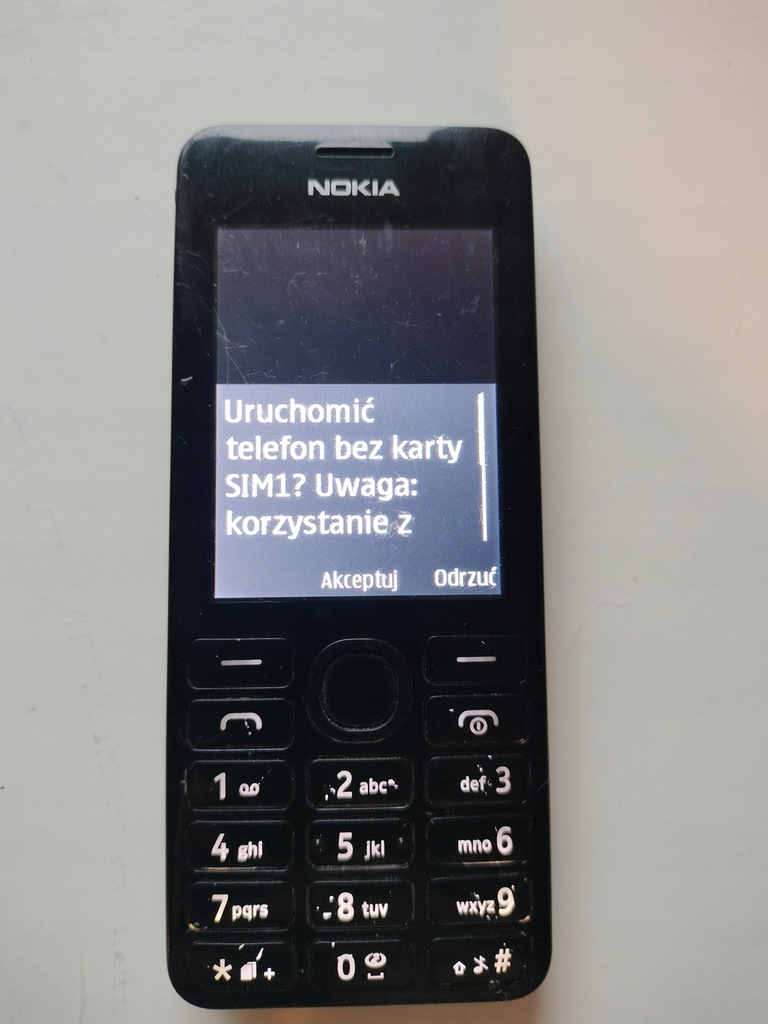 NOKIA
Uruchomić
telefon bez karty
SIM1? Uwaga:
korzystanie z
Akceptuj Odrzuć
1 2 abc def 3
4 ghi 5 jkl mno 6
7 pqrs 8 tuv wxyz 9
* + 0 #